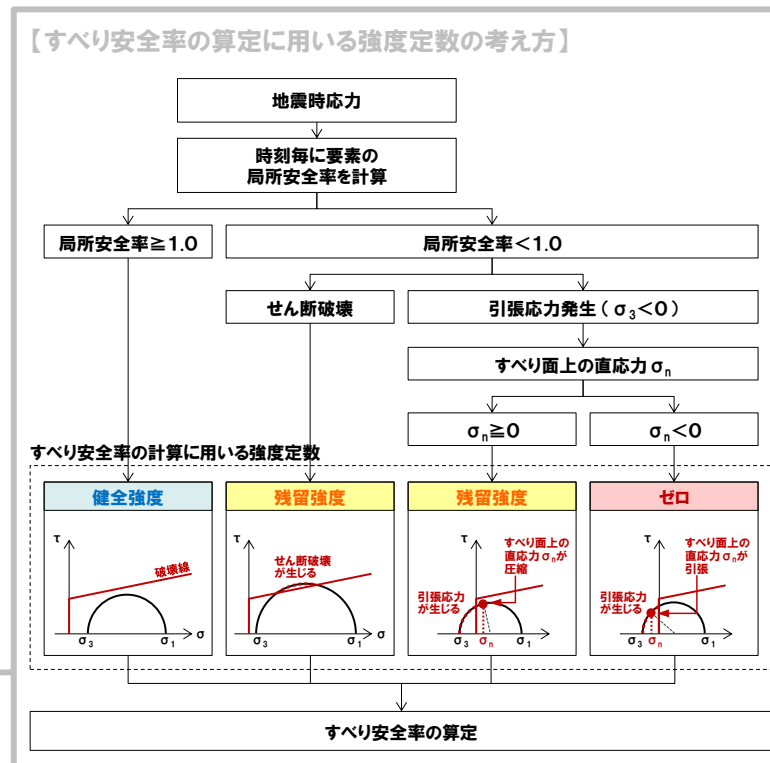 【すべり安全率の算定に用いる強度定数の考え方】
地震時応力
時刻毎に要素の
局所安全率を計算
局所安全率≧1.0
局所安全率<1.0
せん断破壊
引張応力発生(σ3<0)
すべり面上の直応力σn
σn≧0
σn<0
すべり安全率の計算に用いる強度定数
健全強度
τ
破壊線
σ3
σ1
σ
残留強度
τ
せん断破壊
が生じる
σ3
σ1
σ
残留強度
すべり面上の
直応力σnが
圧縮
τ
引張応力
が生じる
σ3
σn
σ1
σ
ゼロ
すべり面上の
直応力σnが
引張
τ
引張応力
が生じる
σ3
σn
σ1
σ
すべり安全率の算定